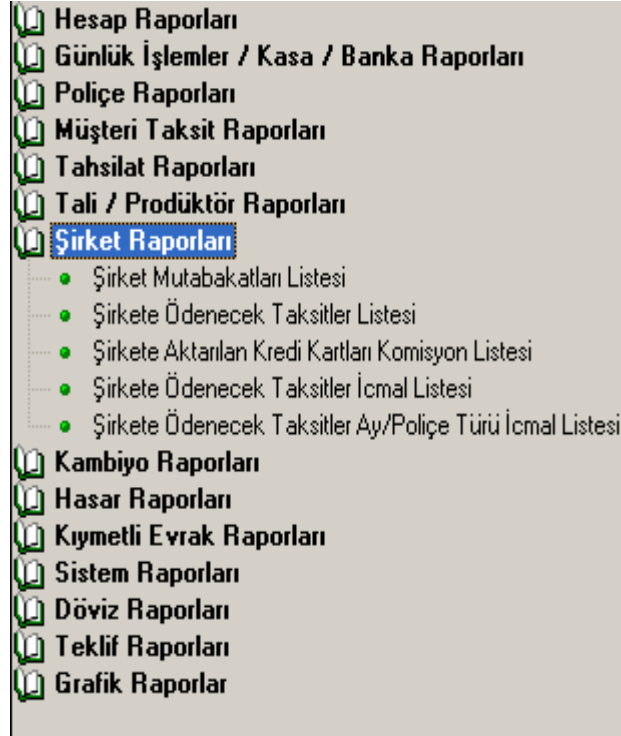 Hesap Raporları
Günlük İşlemler / Kasa / Banka Raporları
Poliçe Raporları
Müşteri Taksit Raporları
Tahsilat Raporları
Tali / Prodüktör Raporları
Şirket Raporları
Şirket Mutabakatları Listesi
Şirkete Ödenecek Taksitler Listesi
Şirkete Aktarılan Kredi Kartları Komisyon Listesi
Şirkete Ödenecek Taksitler İcmal Listesi
Şirkete Ödenecek Taksitler Ay/Poliçe Türü İcmal Listesi
Kambiyo Raporları
Hasar Raporları
Kıymetli Evrak Raporları
Sistem Raporları
Döviz Raporları
Teklif Raporları
Grafik Raporlar